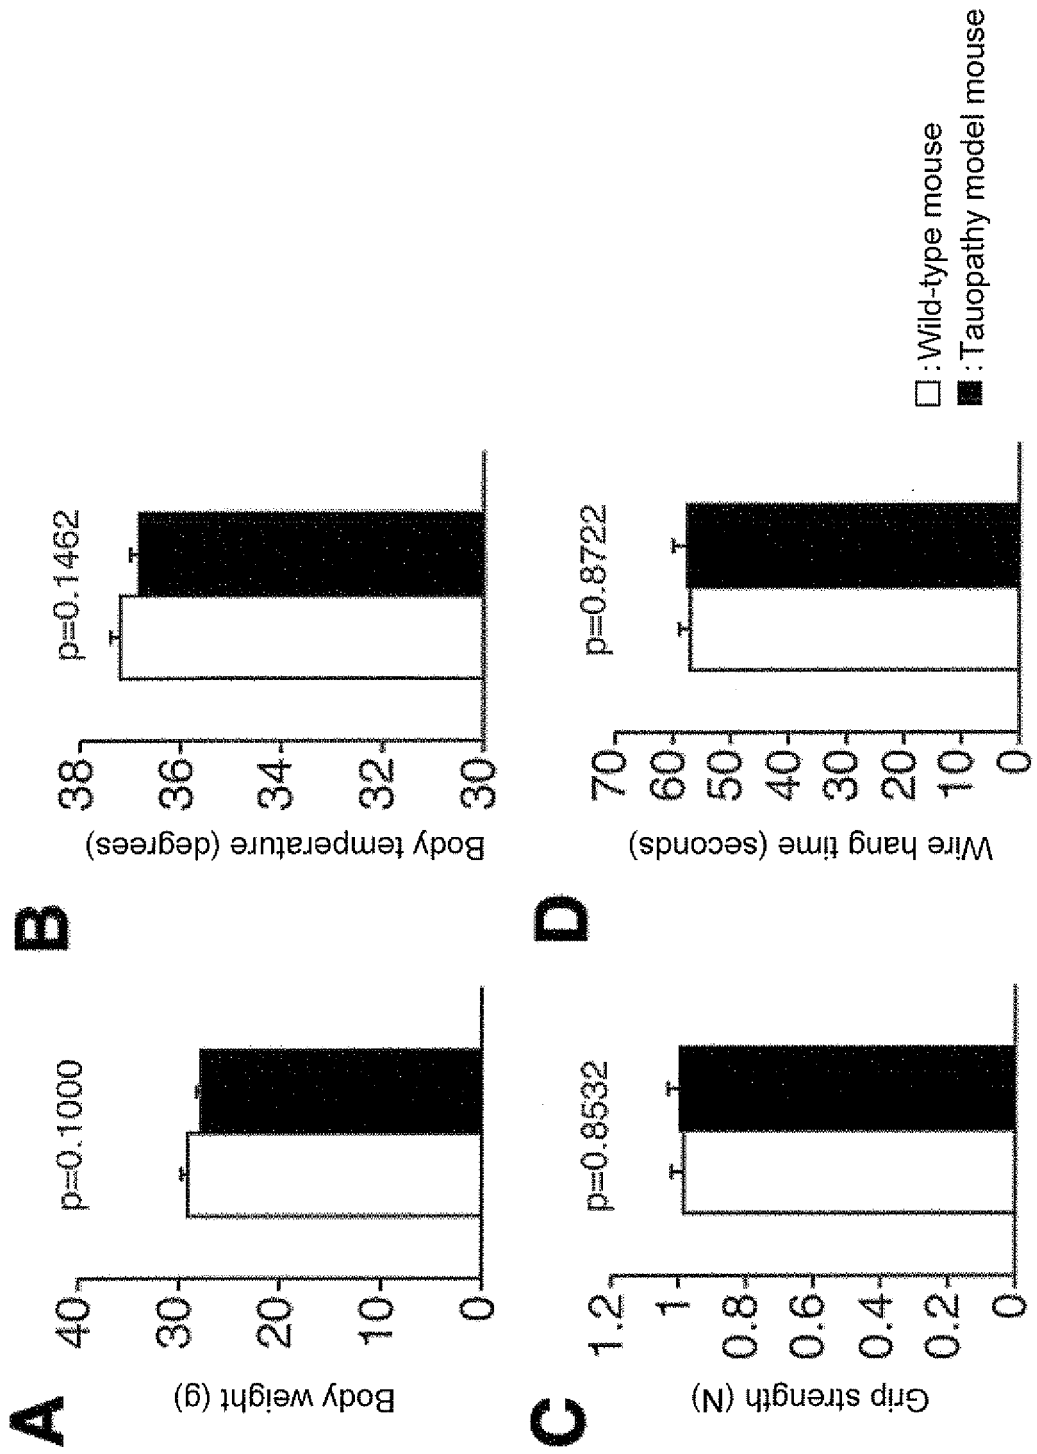 A
p=0.1000
Body weight (g)
40
30
20
10
0
B
p=0.1462
Body temperature (degrees)
38
36
34
32
30
C
p=0.8532
Grip strength (N)
1.2
1
0.8
0.6
0.4
0.2
0
D
p=0.8722
Wire hang time (seconds)
70
60
50
40
30
20
10
0
: Wild-type mouse
: Tauopathy model mouse